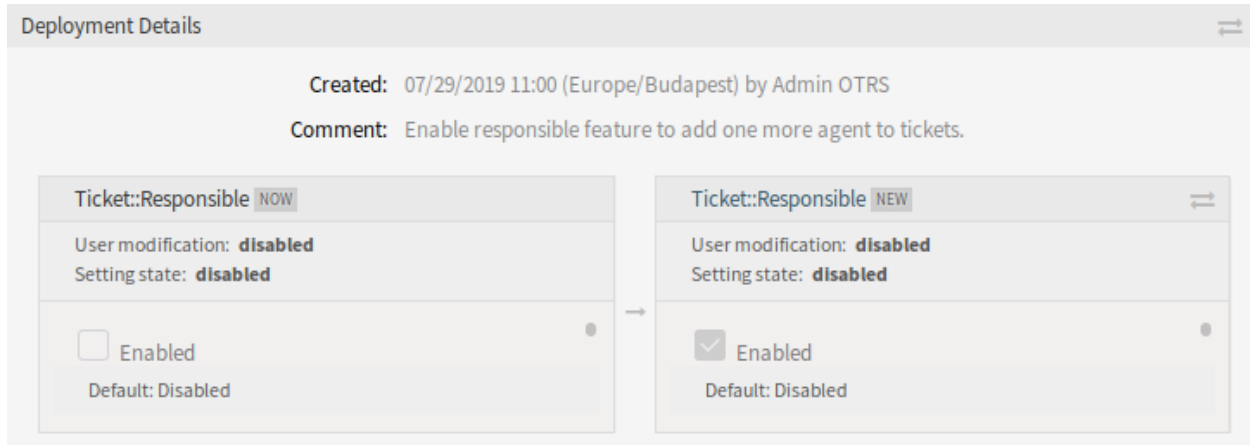 Deployment Details
Created: 07/29/2019 11:00 (Europe/Budapest) by Admin OTRS
Comment: Enable responsible feature to add one more agent to tickets.
Ticket::Responsible NOW
User modification: disabled
Setting state: disabled
Enabled
Default: Disabled
Ticket::Responsible NEW
User modification: disabled
Setting state: disabled
Enabled
Default: Disabled